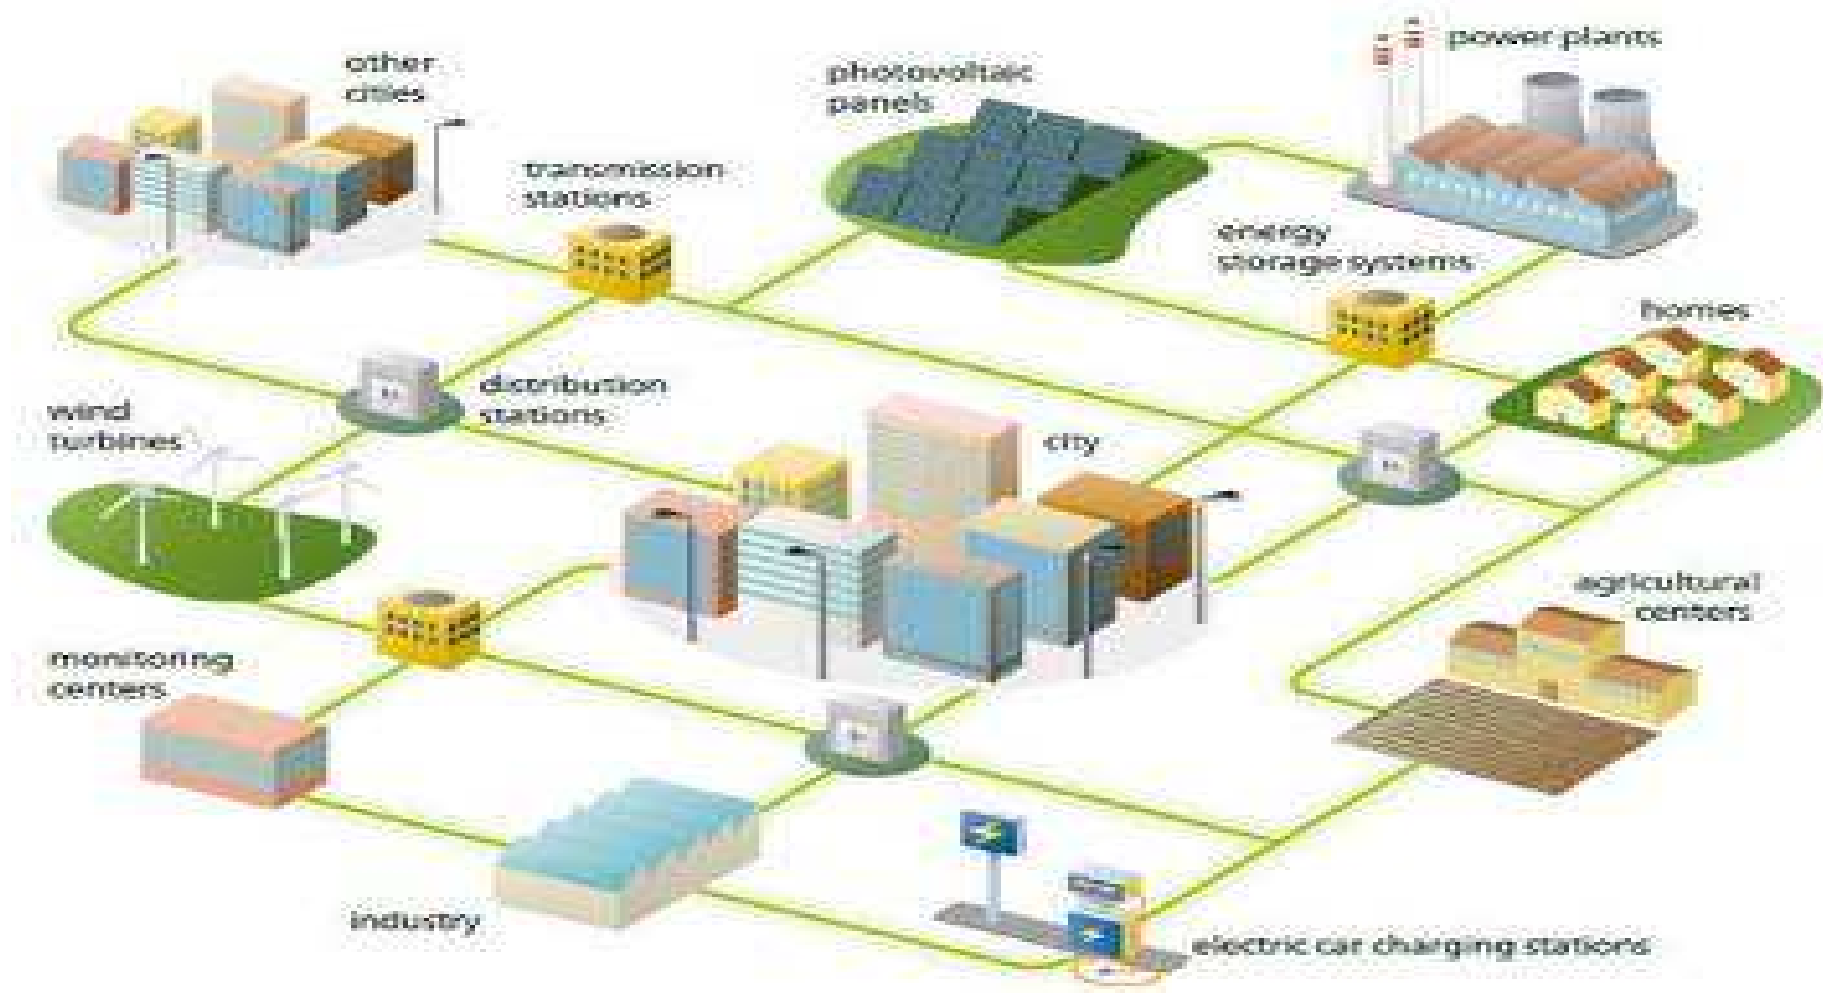 other
cities
photovoltaic
panels
power plants
transmission
stations
energy
storage systems
homes
distribution
stations
wind
turbines
city
agricultural
centers
monitoring
centers
industry
electric car charging stations